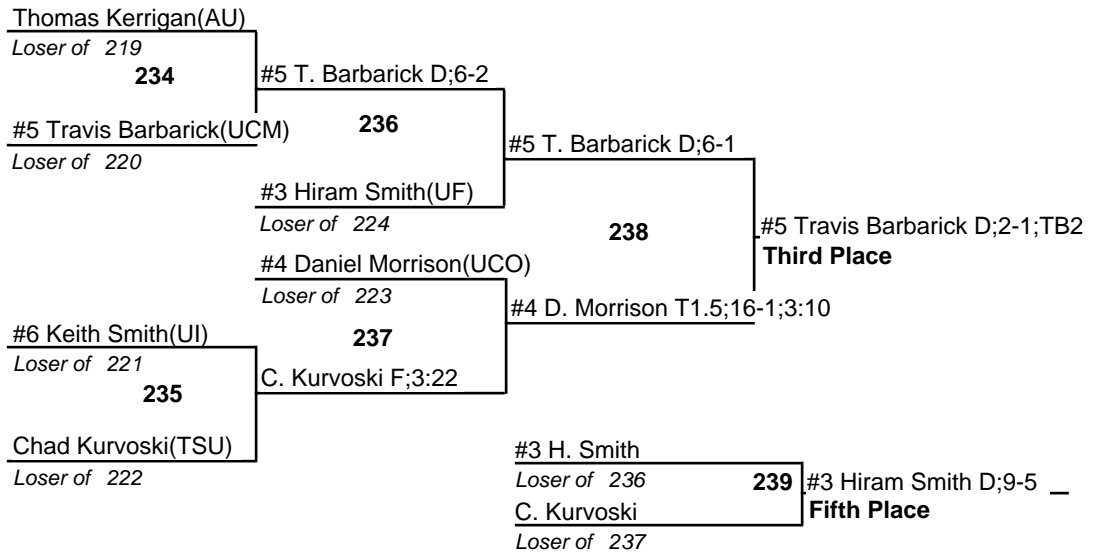 Thomas Kerrigan(AU)
Loser of 219
234
#5 T. Barbarick D;6-2
#5 Travis Barbarick(UCM)
Loser of 220
236
#5 T. Barbarick D;6-1
#3 Hiram Smith(UF)
Loser of 224
238
#5 Travis Barbarick D;2-1;TB2
Third Place
#4 Daniel Morrison(UCO)
Loser of 223
#4 D. Morrison T1.5;16-1;3:10
#6 Keith Smith(UI)
Loser of 221
237
235
C. Kurvoski F;3:22
Chad Kurvoski(TSU)
Loser of 222
#3 H. Smith
Loser of 236
239
#3 Hiram Smith D;9-5
Fifth Place
C. Kurvoski
Loser of 237